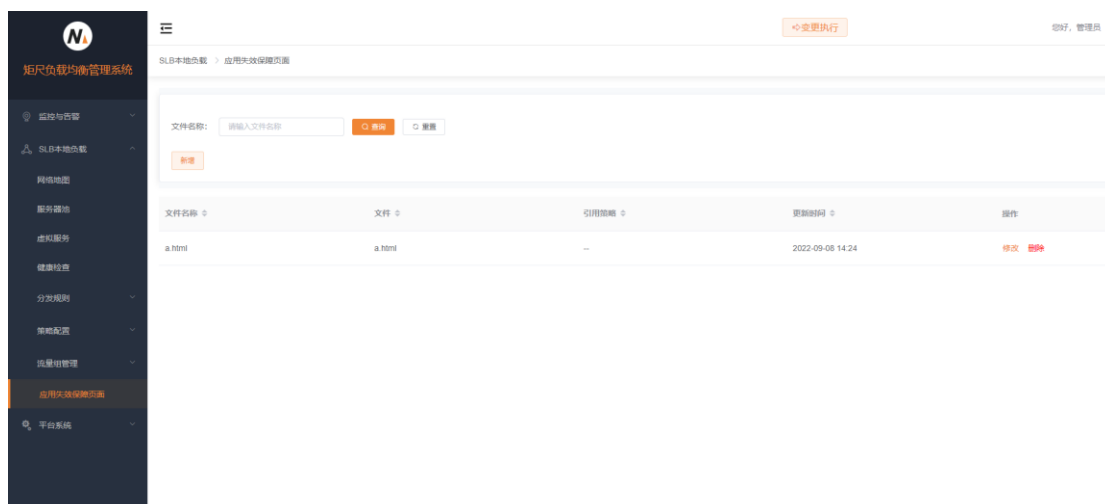 N
矩尺负载均衡管理系统
变更执行
您好，管理员
SLB本地负载 > 应用失效保障页面
监控与告警
SLB本地负载
网络地图
服务器池
虚拟服务
健康检查
分发规则
策略配置
流量组管理
应用失效保障页面
平台系统
文件名称： 请输入文件名称 查询 重置
新增
文件名称 文件 引用策略 更新时间 操作
a.html a.html -- 2022-09-08 14:24 修改 删除